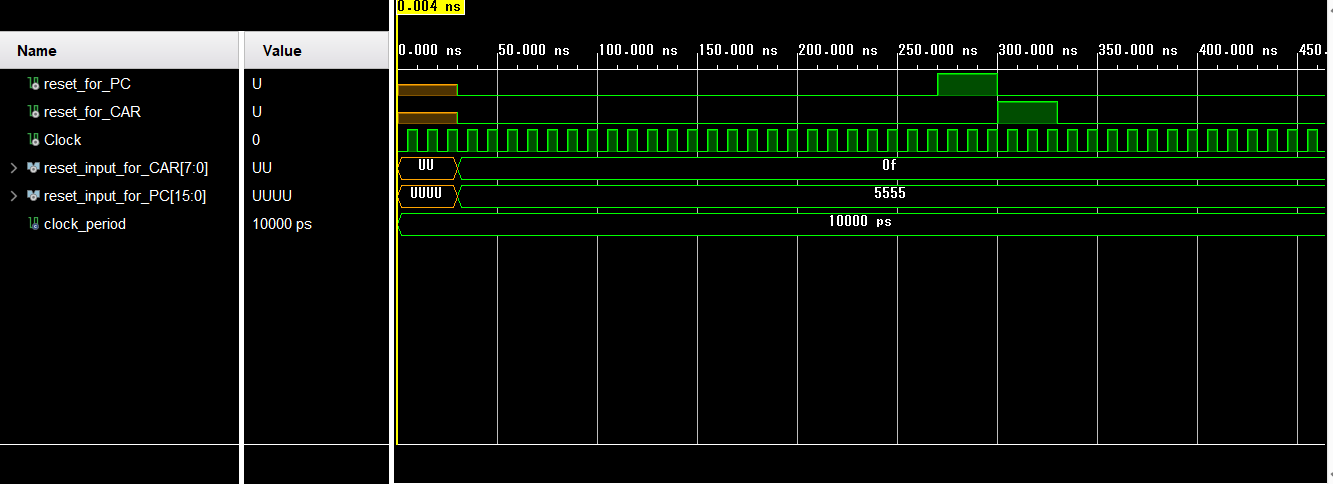 0.004 ns
Name Value 0.000 ns 50.000 ns 100.000 ns 150.000 ns 200.000 ns 250.000 ns 300.000 ns 350.000 ns 400.000 ns 450.
reset_for_PC U
reset_for_CAR U
Clock 0
reset_input_for_CAR[7:0] UU UU 0f
reset_input_for_PC[15:0] UUUU UUUU 5555
clock_period 10000 ps 10000 ps